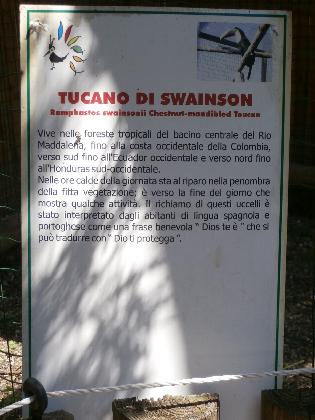 TUCANO DI SWAINSON
Ramphastos swainsonii Chestnut-mandibled Toucan
Vive nelle foreste tropicali del bacino centrale del Rio
Maddalena, fino alla costa occidentale della Colombia,
verso sud fino all'Ecuador occidentale e verso nord fino
all'Honduras sud-occidentale.
Nelle ore calde della giornata sta al riparo nella penombra
della fitta vegetazione; è verso la fine del giorno che
mostra qualche attività. Il richiamo di questi uccelli è
stato interpretato dagli abitanti di lingua spagnola e
portoghese come una frase benevola " Dios te è " che si
può tradurre con " Dio ti protegga ".